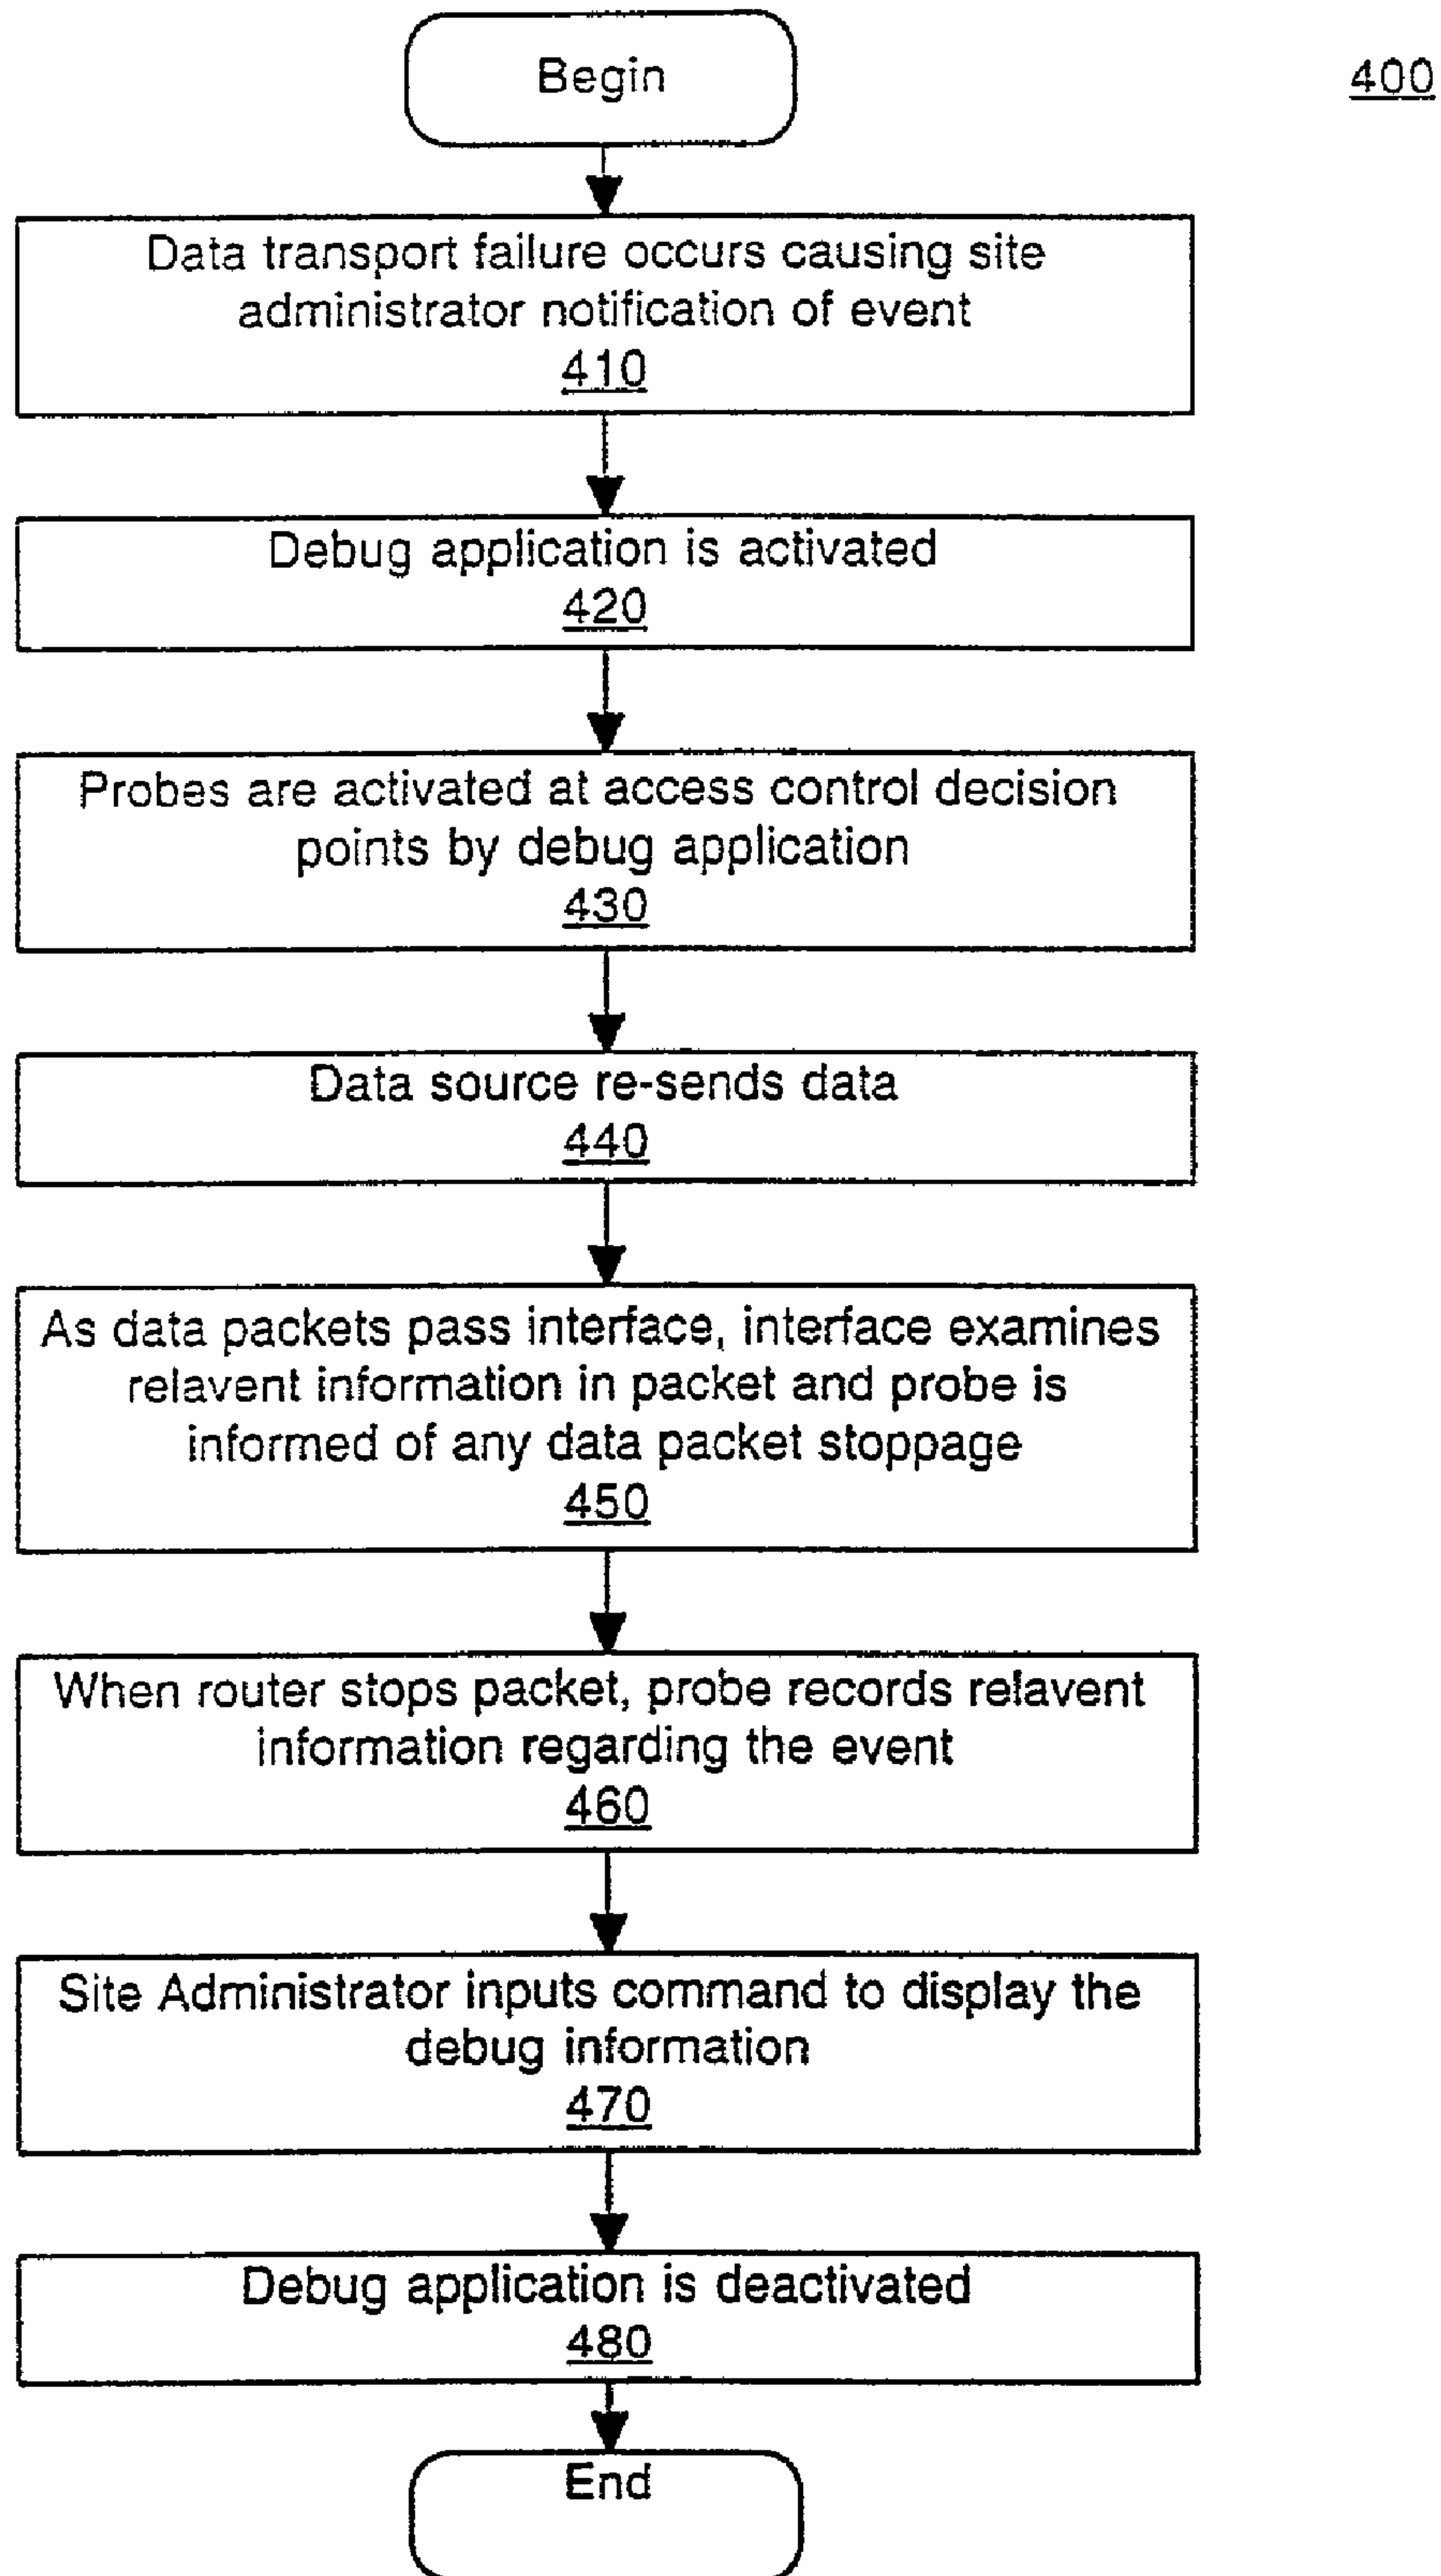 Begin
400
Data transport failure occurs causing site
administrator notification of event
410
Debug application is activated
420
Probes are activated at access control decision
points by debug application
430
Data source re-sends data
440
As data packets pass interface, interface examines
relavent information in packet and probe is
informed of any data packet stoppage
450
When router stops packet, probe records relavent
information regarding the event
460
Site Administrator inputs command to display the
debug information
470
Debug application is deactivated
480
End